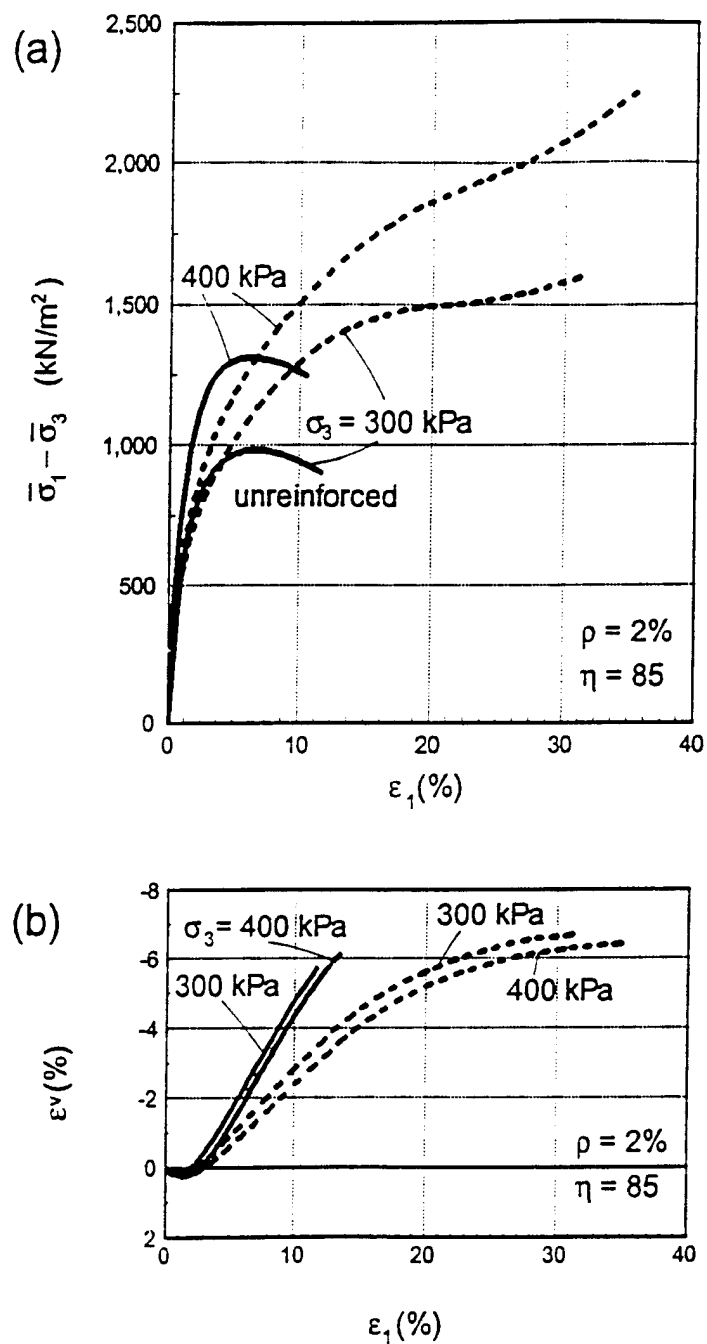 (a)
2,500
2,000
1,500
1,000
500
0
σ̅₁ − σ̅₃ (kN/m²)
400 kPa
σ₃ = 300 kPa
unreinforced
ρ = 2%
η = 85
0 10 20 30 40
ε₁(%)
(b)
-8
-6
-4
-2
0
2
εᵛ(%)
σ₃ = 400 kPa
300 kPa
300 kPa
400 kPa
ρ = 2%
η = 85
0 10 20 30 40
ε₁(%)